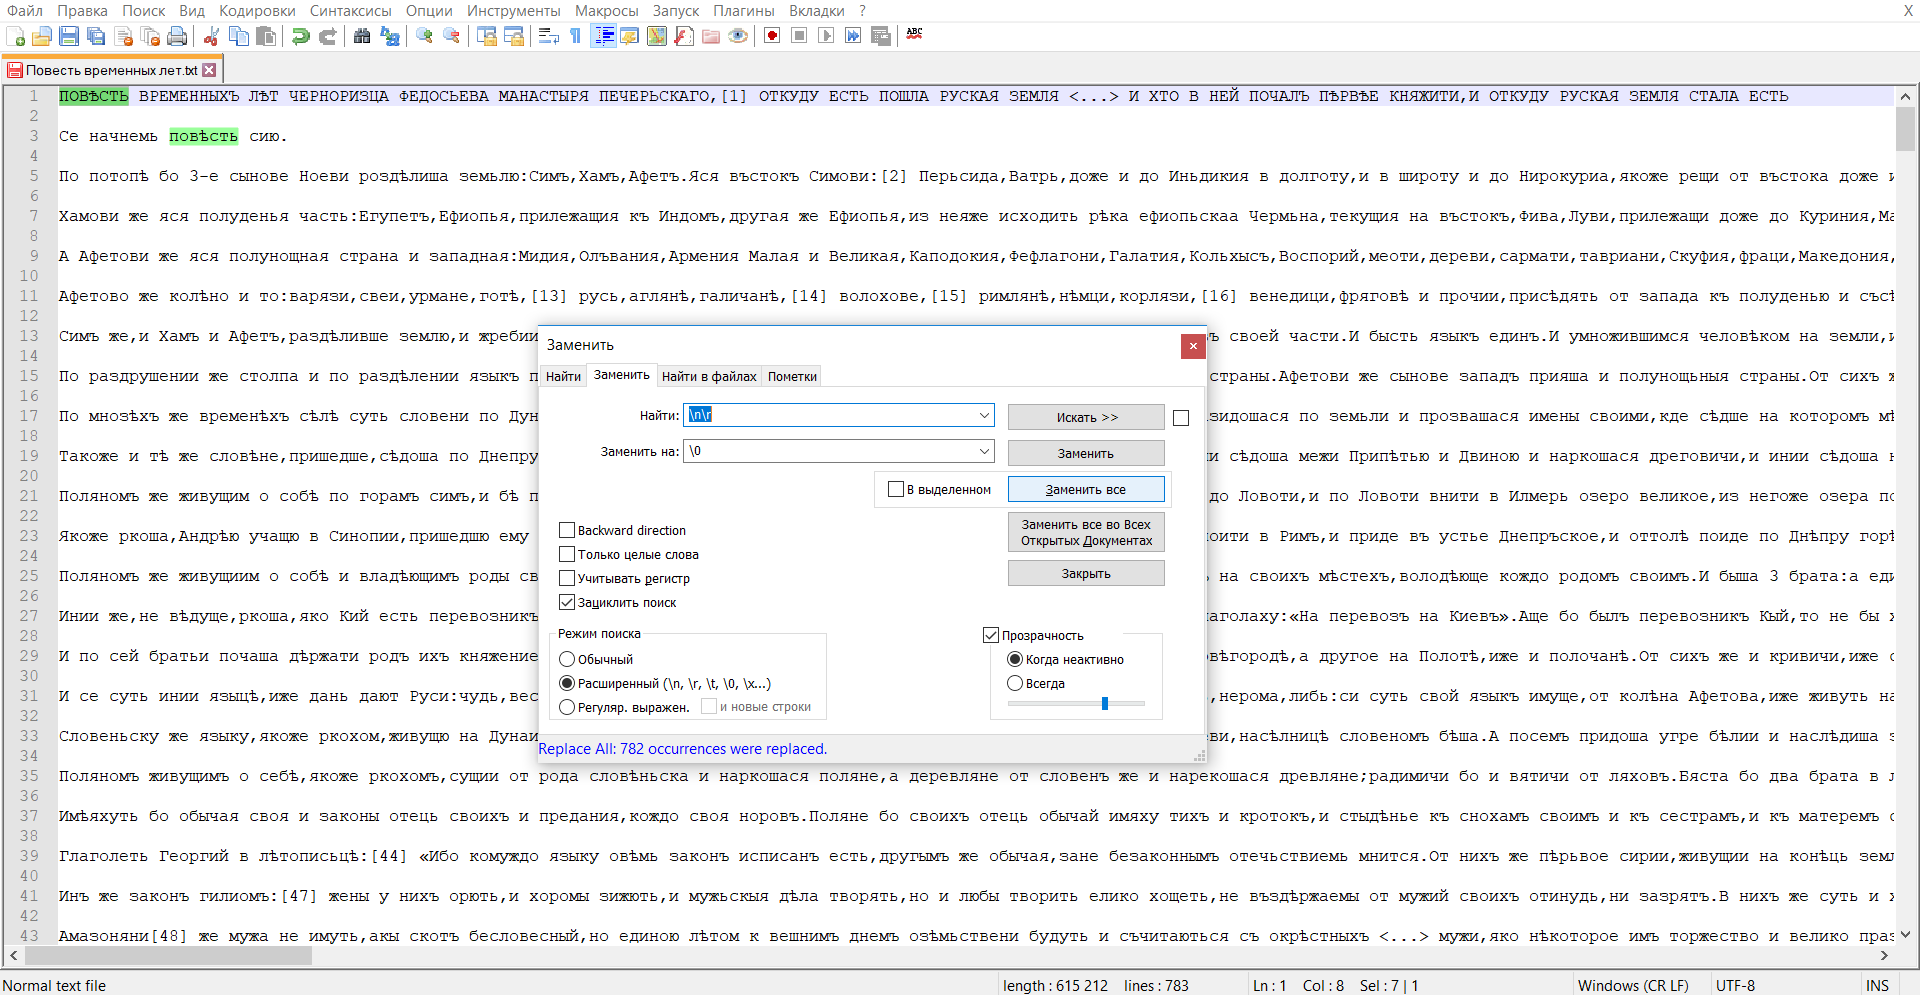 Файл Правка Поиск Вид Кодировки Синтаксисы Опции Инструменты Макросы Запуск Плагины Вкладки ? X
ABC
Повесть временных лет.txt
1 ПОВѢСТЬ ВРЕМЕННЫХЪ ЛѢТ ЧЕРНОРИЗЦА ФЕДОСЬЕВА МАНАСТЫРЯ ПЕЧЕРЬСКАГО,[1] ОТКУДУ ЕСТЬ ПОШЛА РУСКАЯ ЗЕМЛЯ <...> И ХТО В НЕЙ ПОЧАЛЪ ПѢРВѢЕ КНЯЖИТИ,И ОТКУДУ РУСКАЯ ЗЕМЛЯ СТАЛА ЕСТЬ
2
3 Се начнемь повѣсть сию.
4
5 По потопѣ бо 3-е сынове Ноеви роздѣлиша земьлю:Симъ,Хамъ,Афетъ.Яся въстокъ Симови:[2] Перьсида,Ватрь,доже и до Иньдикия в долготу,и в широту и до Нирокуриа,якоже рещи от въстока доже и
6
7 Хамови же яся полуденья часть:Египетъ,Ефиопья,прилежащия къ Индомъ,другая же Ефиопья,из неяже исходить рѣка ефиопьскаа Чермьна,текущия на въстокъ,Фива,Луви,прилежащи доже до Куриния,Ма
8
9 А Афетови же яся полунощная страна и западная:Мидия,Олъвания,Армения Малая и Великая,Каподокия,Фефлагони,Галатия,Кольхысъ,Воспорий,меоти,дереви,сармати,тавриани,Скуфия,фраци,Македония,
10
11 Афетово же колѣно и то:варязи,свеи,урмане,готѣ,[13] русь,аглянѣ,галичанѣ,[14] волохове,[15] римлянѣ,нѣмци,корлязи,[16] венедици,фряговѣ и прочии,присѣдять от запада къ полуденью и съсѣ
12
13 Симъ же,и Хамъ и Афетъ,раздѣливше землю,и жребии ъ своей части.И бысть языкъ единъ.И умножившимся человѣком на земли,и
14
15 По раздрушении же столпа и по раздѣлении языкъ п страны.Афетови же сынове западъ прияша и полунощьныя страны.От сихъ ж
16
17 По мнозѣхъ же временѣхъ сѣлѣ суть словени по Дун зидошася по земьли и прозвашася имены своими,кде сѣдше на которомъ мѣ
18
19 Такоже и тѣ же словѣне,пришедше,сѣдоша по Днепру и сѣдоша межи Припѣтью и Двиною и наркошася дреговичи,и инии сѣдоша н
20
21 Поляномъ же живущим о собѣ по горамъ симъ,и бѣ п до Ловоти,и по Ловоти внити в Илмерь озеро великое,из негоже озера по
22
23 Якоже ркоша,Андрѣю учащю в Синопии,пришедшю ему оити в Римъ,и приде въ устье Днепрьское,и оттолѣ поиде по Днѣпру горѣ
24
25 Поляномъ же живущиим о собѣ и владѣющимъ роды св ъ на своихъ мѣстехъ,володѣюще кождо родомъ своимъ.И быша 3 брата:а еди
26
27 Инии же,не вѣдуще,ркоша,яко Кий есть перевозникъ аголаху:«На перевозъ на Киевъ».Аще бо былъ перевозникъ Кый,то не бы х
28
29 И по сей братьи почаша дѣржати родъ ихъ княжение вѣгородѣ,а другое на Полотѣ,иже и полочанѣ.От сихъ же и кривичи,иже с
30
31 И се суть инии языцѣ,иже дань дают Руси:чудь,вес ,нерома,либь:си суть свой языкъ имуще,от колѣна Афетова,иже живуть на
32
33 Словеньску же языку,якоже ркохом,живущю на Дунаи ви,насѣлницѣ словеномъ бѣша.А посемъ придоша угре бѣлии и наслѣдиша з
34
35 Поляномъ живущимъ о себѣ,якоже ркохомъ,сущии от рода словѣньска и наркошася поляне,а деревляне от словенъ же и нарекошася древляне;радимичи бо и вятичи от ляховъ.Бяста бо два брата в л
36
37 Имѣяхуть бо обычая своя и законы отець своихъ и предания,кождо своя норовъ.Поляне бо своихъ отець обычай имяху тихъ и кротокъ,и стыдѣнье къ снохамъ своимъ и къ сестрамъ,и къ матеремъ с
38
39 Глаголеть Георгий в лѣтописьцѣ:[44] «Ибо комуждо языку овѣмь законъ исписанъ есть,другымъ же обычая,зане безаконнымъ отечьствиемь мнится.От нихъ же пѣрьвое сирии,живущии на конѣць земл
40
41 Инъ же законъ гилиомъ:[47] жены у нихъ орють,и хоромы зижють,и мужьскыя дѣла творять,но и любы творить елико хощеть,не въздѣржаемы от мужий своихъ отинудь,ни зазрятъ.В нихъ же суть и х
42
43 Амазоняни[48] же мужа не имуть,акы скотъ бесловесный,но единою лѣтом к вешнимъ днемъ озѣмьствени будуть и съчитаються съ окрѣстныхъ <...> мужи,яко нѣкоторое имъ торжество и велико праз
Заменить
Найти Заменить Найти в файлах Пометки
Найти: \n\r Искать >>
Заменить на: \0 Заменить
В выделенном Заменить все
Заменить все во Всех
Открытых Документах
Закрыть
Backward direction
Только целые слова
Учитывать регистр
Зациклить поиск
Режим поиска
Обычный
Расширенный (\n, \r, \t, \0, \x...)
Регуляр. выражен. и новые строки
Прозрачность
Когда неактивно
Всегда
Replace All: 782 occurrences were replaced.
Normal text file length : 615 212 lines : 783 Ln : 1 Col : 8 Sel : 7 | 1 Windows (CR LF) UTF-8 INS